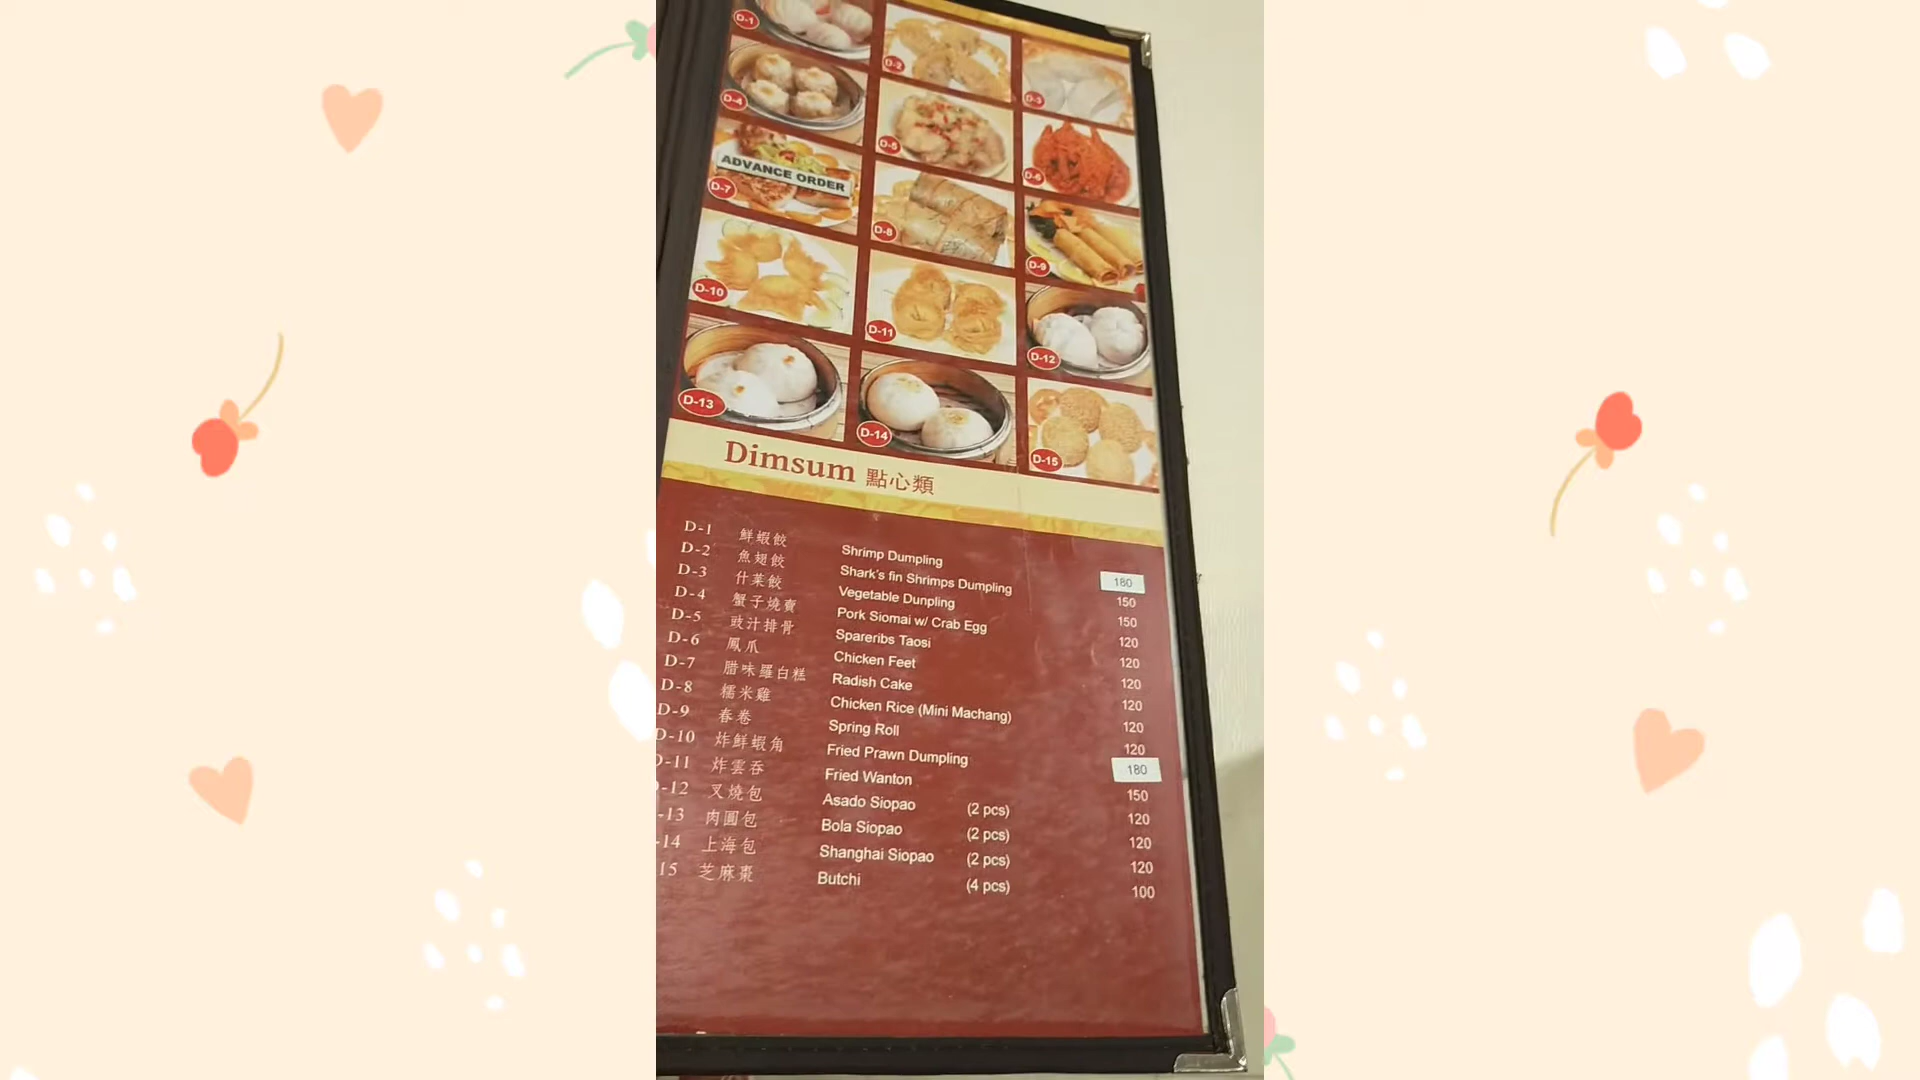 D-1
D-2
D-3
D-4
D-5
D-6
ADVANCE ORDER
D-7
D-8
D-9
D-10
D-11
D-12
D-13
D-14
D-15
Dimsum 點心類
D-1 鮮蝦餃 Shrimp Dumpling 180
D-2 魚翅餃 Shark's fin Shrimps Dumpling 150
D-3 什菜餃 Vegetable Dunpling 150
D-4 蟹子燒賣 Pork Siomai w/ Crab Egg 120
D-5 豉汁排骨 Spareribs Taosi 120
D-6 鳳爪 Chicken Feet 120
D-7 腊味羅白糕 Radish Cake 120
D-8 糯米雞 Chicken Rice (Mini Machang) 120
D-9 春卷 Spring Roll 120
D-10 炸鮮蝦角 Fried Prawn Dumpling 180
D-11 炸雲吞 Fried Wanton 150
-12 叉燒包 Asado Siopao (2 pcs) 120
-13 肉圓包 Bola Siopao (2 pcs) 120
-14 上海包 Shanghai Siopao (2 pcs) 120
15 芝麻棗 Butchi (4 pcs) 100